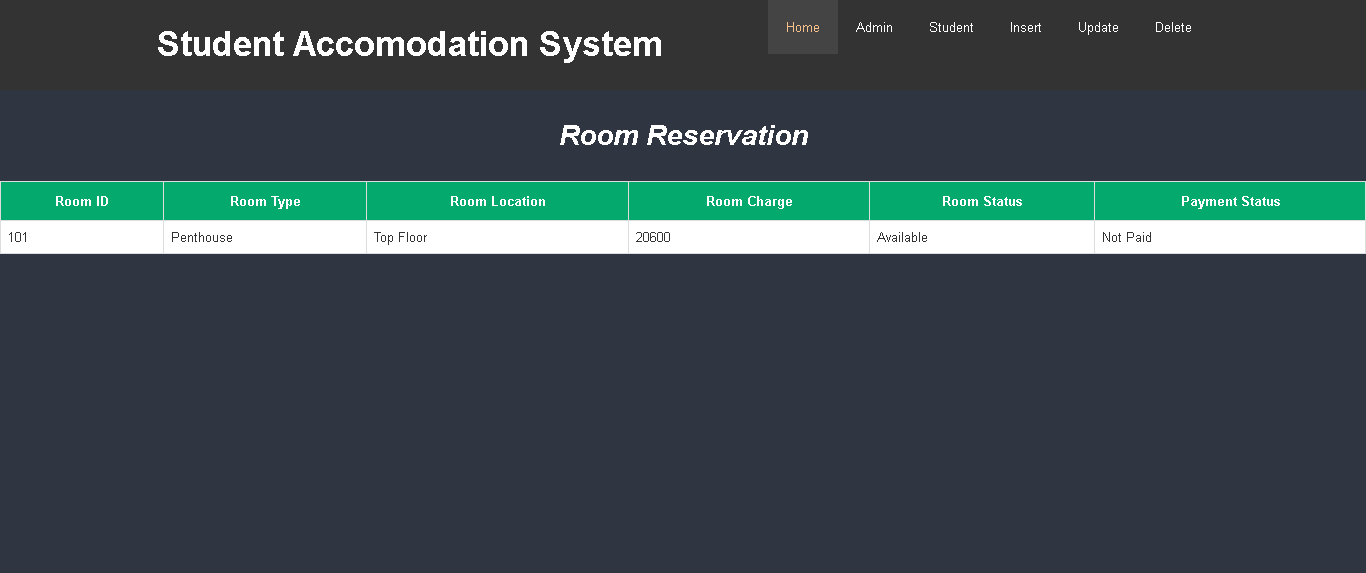 Student Accomodation System
Home Admin Student Insert Update Delete
Room Reservation
Room ID Room Type Room Location Room Charge Room Status Payment Status
101 Penthouse Top Floor 20600 Available Not Paid